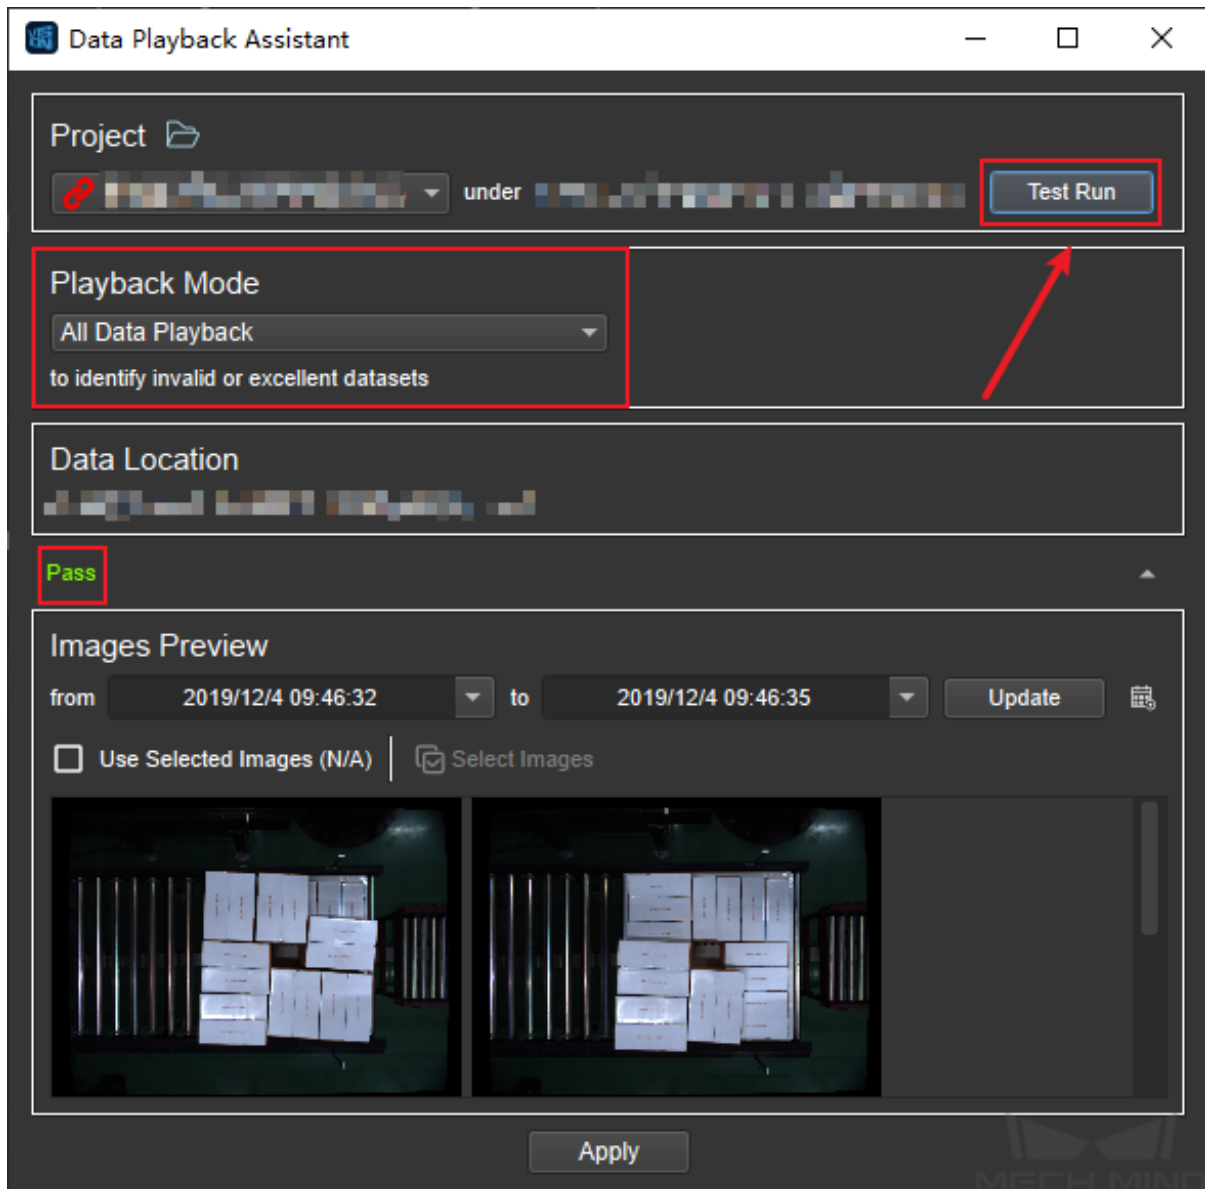 Data Playback Assistant
Project
under
Test Run
Playback Mode
All Data Playback
to identify invalid or excellent datasets
Data Location
Pass
Images Preview
from 2019/12/4 09:46:32 to 2019/12/4 09:46:35 Update
Use Selected Images (N/A) Select Images
Apply
MECH MIND